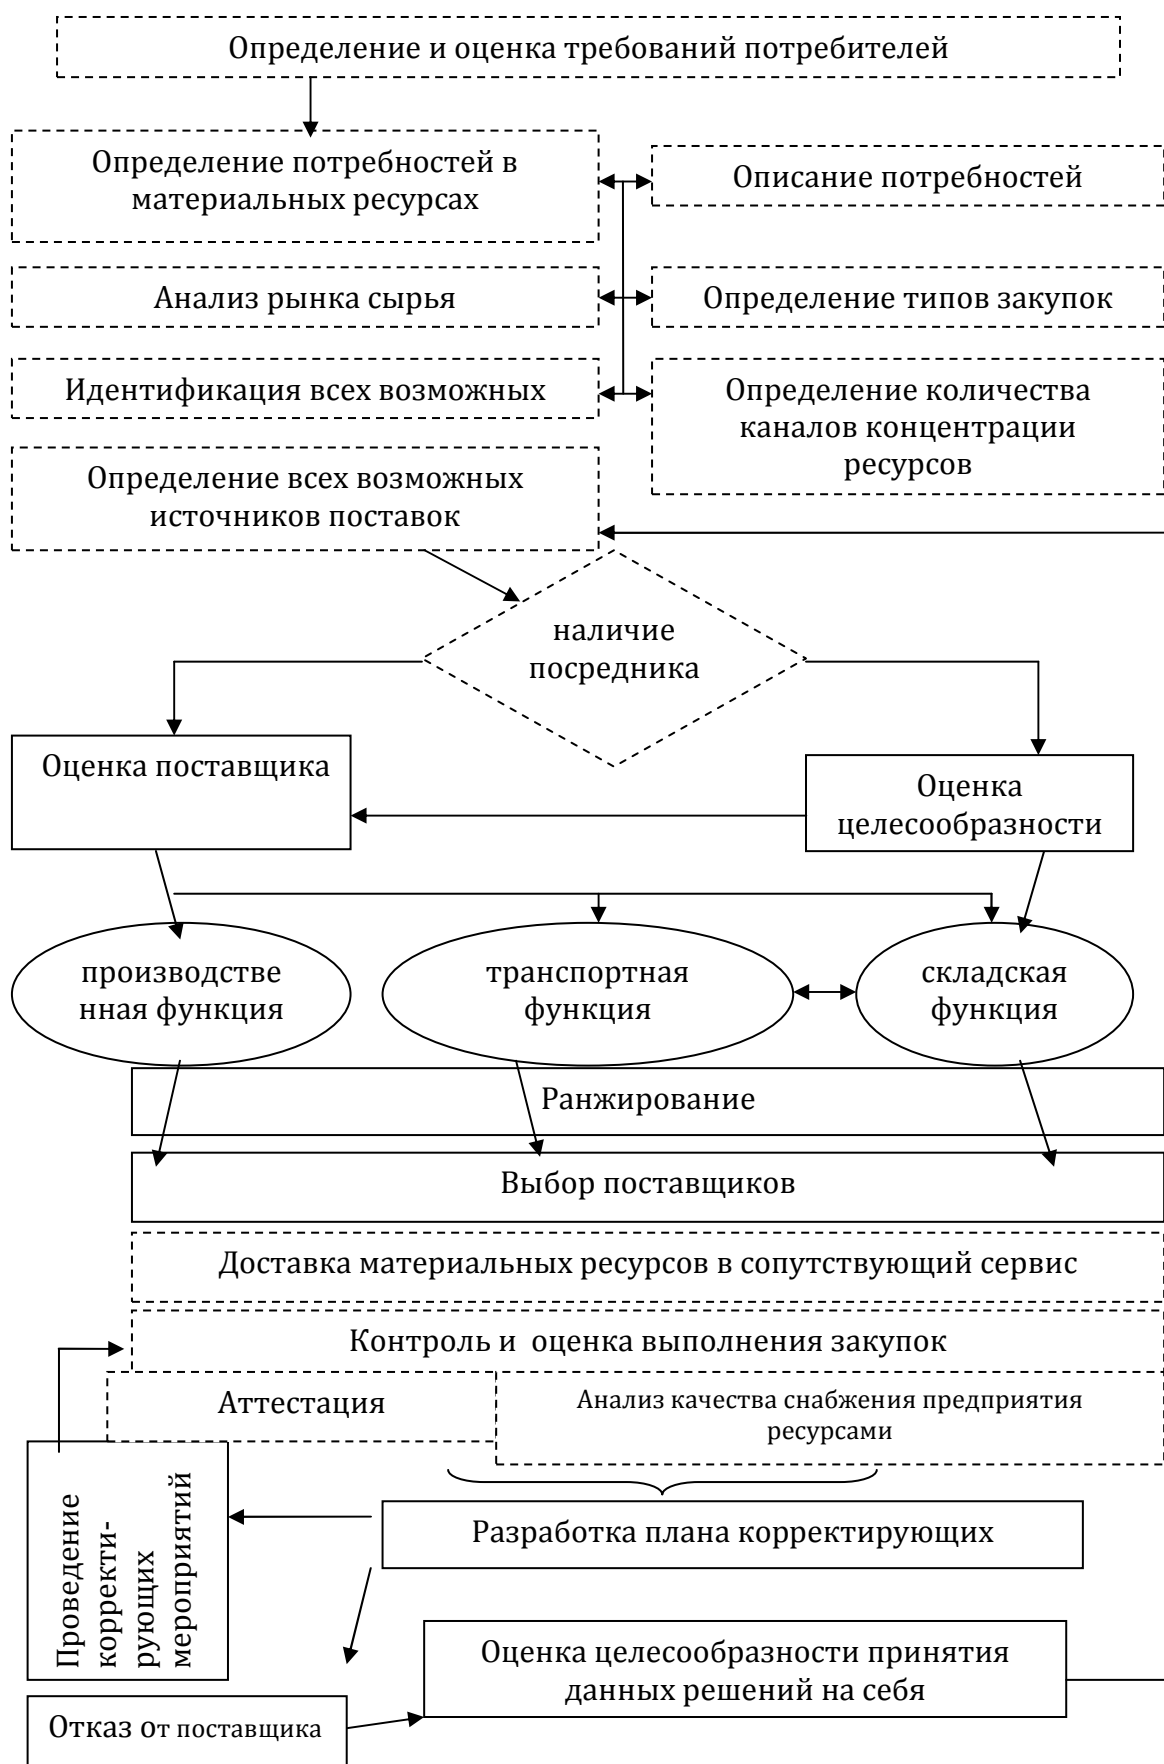 Определение и оценка требований потребителей
Определение потребностей в
материальных ресурсах
Описание потребностей
Анализ рынка сырья
Определение типов закупок
Идентификация всех возможных
Определение количества
каналов концентрации
ресурсов
Определение всех возможных
источников поставок
наличие
посредника
Оценка поставщика
Оценка
целесообразности
производстве
нная функция
транспортная
функция
складская
функция
Ранжирование
Выбор поставщиков
Доставка материальных ресурсов в сопутствующий сервис
Контроль и оценка выполнения закупок
Аттестация
Анализ качества снабжения предприятия
ресурсами
Проведение
корректи-
рующих
мероприятий
Разработка плана корректирующих
Оценка целесообразности принятия
данных решений на себя
Отказ от поставщика